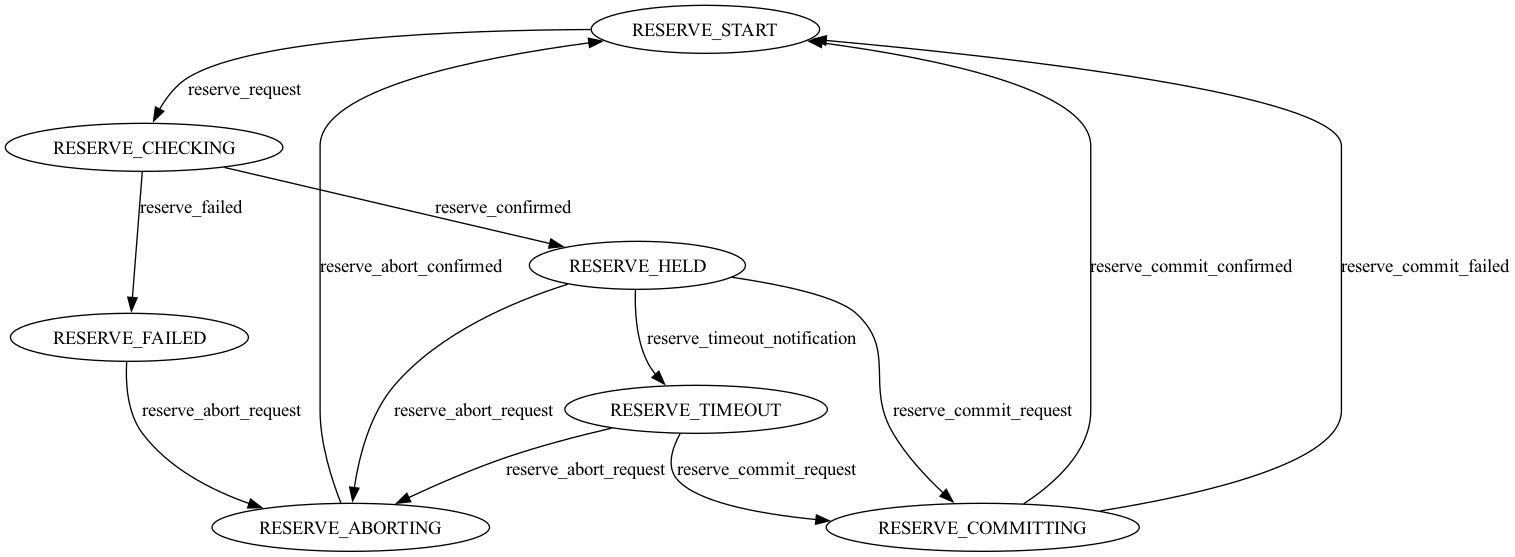 RESERVE_START
reserve_request
RESERVE_CHECKING
reserve_failed
reserve_confirmed
RESERVE_HELD
reserve_abort_confirmed
reserve_commit_confirmed
reserve_commit_failed
RESERVE_FAILED
reserve_timeout_notification
reserve_abort_request
reserve_abort_request
RESERVE_TIMEOUT
reserve_commit_request
reserve_abort_request
reserve_commit_request
RESERVE_ABORTING
RESERVE_COMMITTING